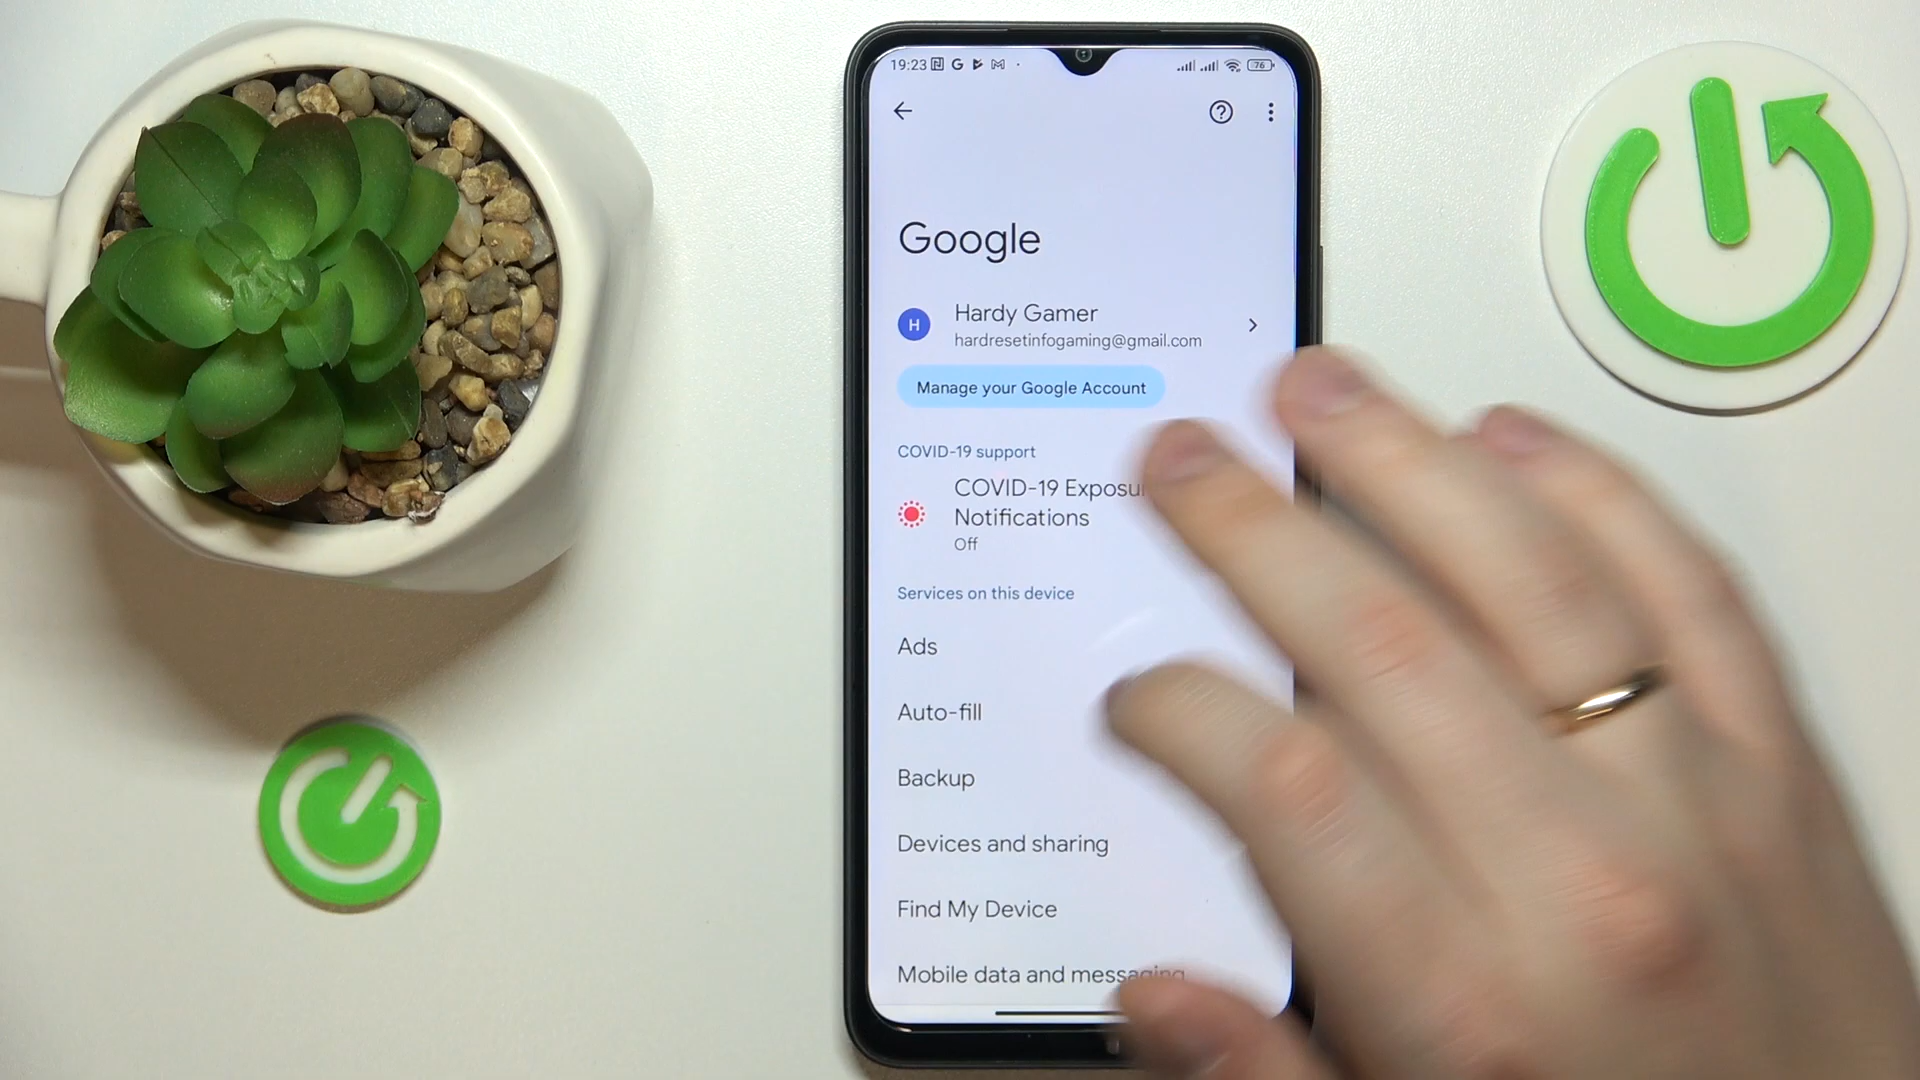 19:23
76
Google
H
Hardy Gamer
hardresetinfogaming@gmail.com
Manage your Google Account
COVID-19 support
COVID-19 Exposu
Notifications
Off
Services on this device
Ads
Auto-fill
Backup
Devices and sharing
Find My Device
Mobile data and messaging